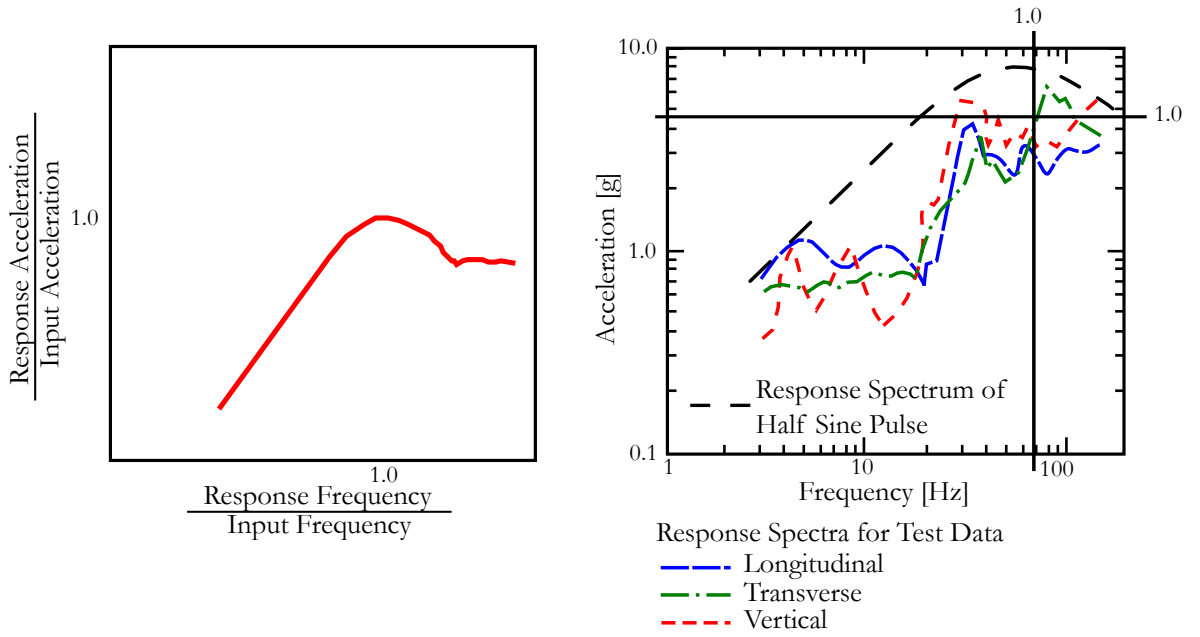 Response Acceleration
Input Acceleration
1.0
1.0
Response Frequency
Input Frequency
1.0
10.0
1.0
Acceleration [g]
1.0
Response Spectrum of
Half Sine Pulse
0.1
1
10
100
Frequency [Hz]
Response Spectra for Test Data
Longitudinal
Transverse
Vertical